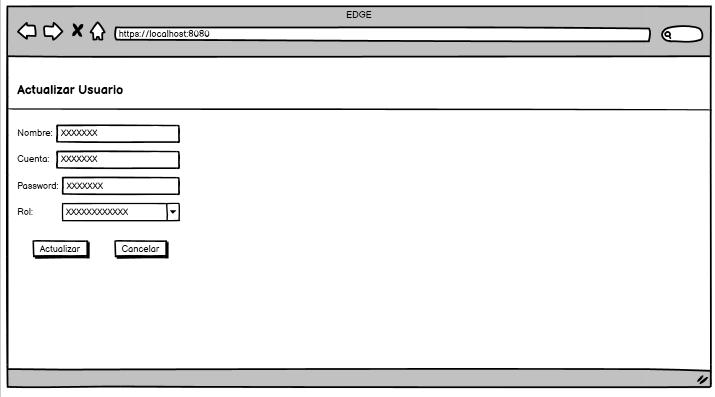 EDGE
https://localhost:8080
Actualizar Usuario
Nombre: XXXXXXX
Cuenta: XXXXXXX
Password: XXXXXXX
Rol: XXXXXXXXXXXX
Actualizar Cancelar